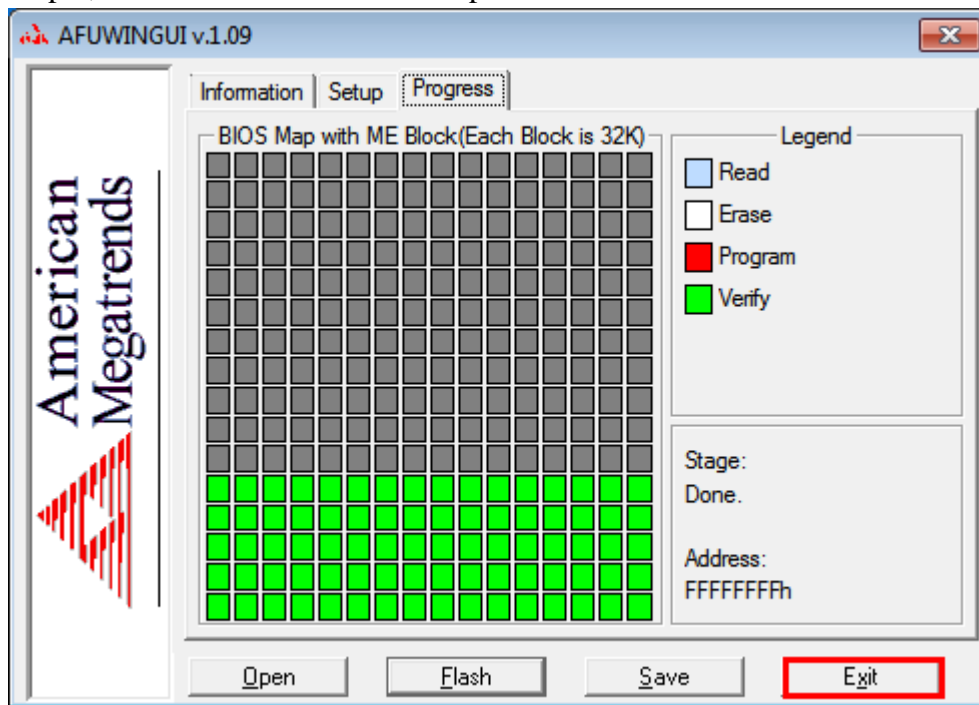 AFUWINGUI v.1.09
Information
Setup
Progress
BIOS Map with ME Block(Each Block is 32K)
Legend
Read
Erase
Program
Verify
American
Megatrends
Stage:
Done.
Address:
FFFFFFFFh
Open
Flash
Save
Exit